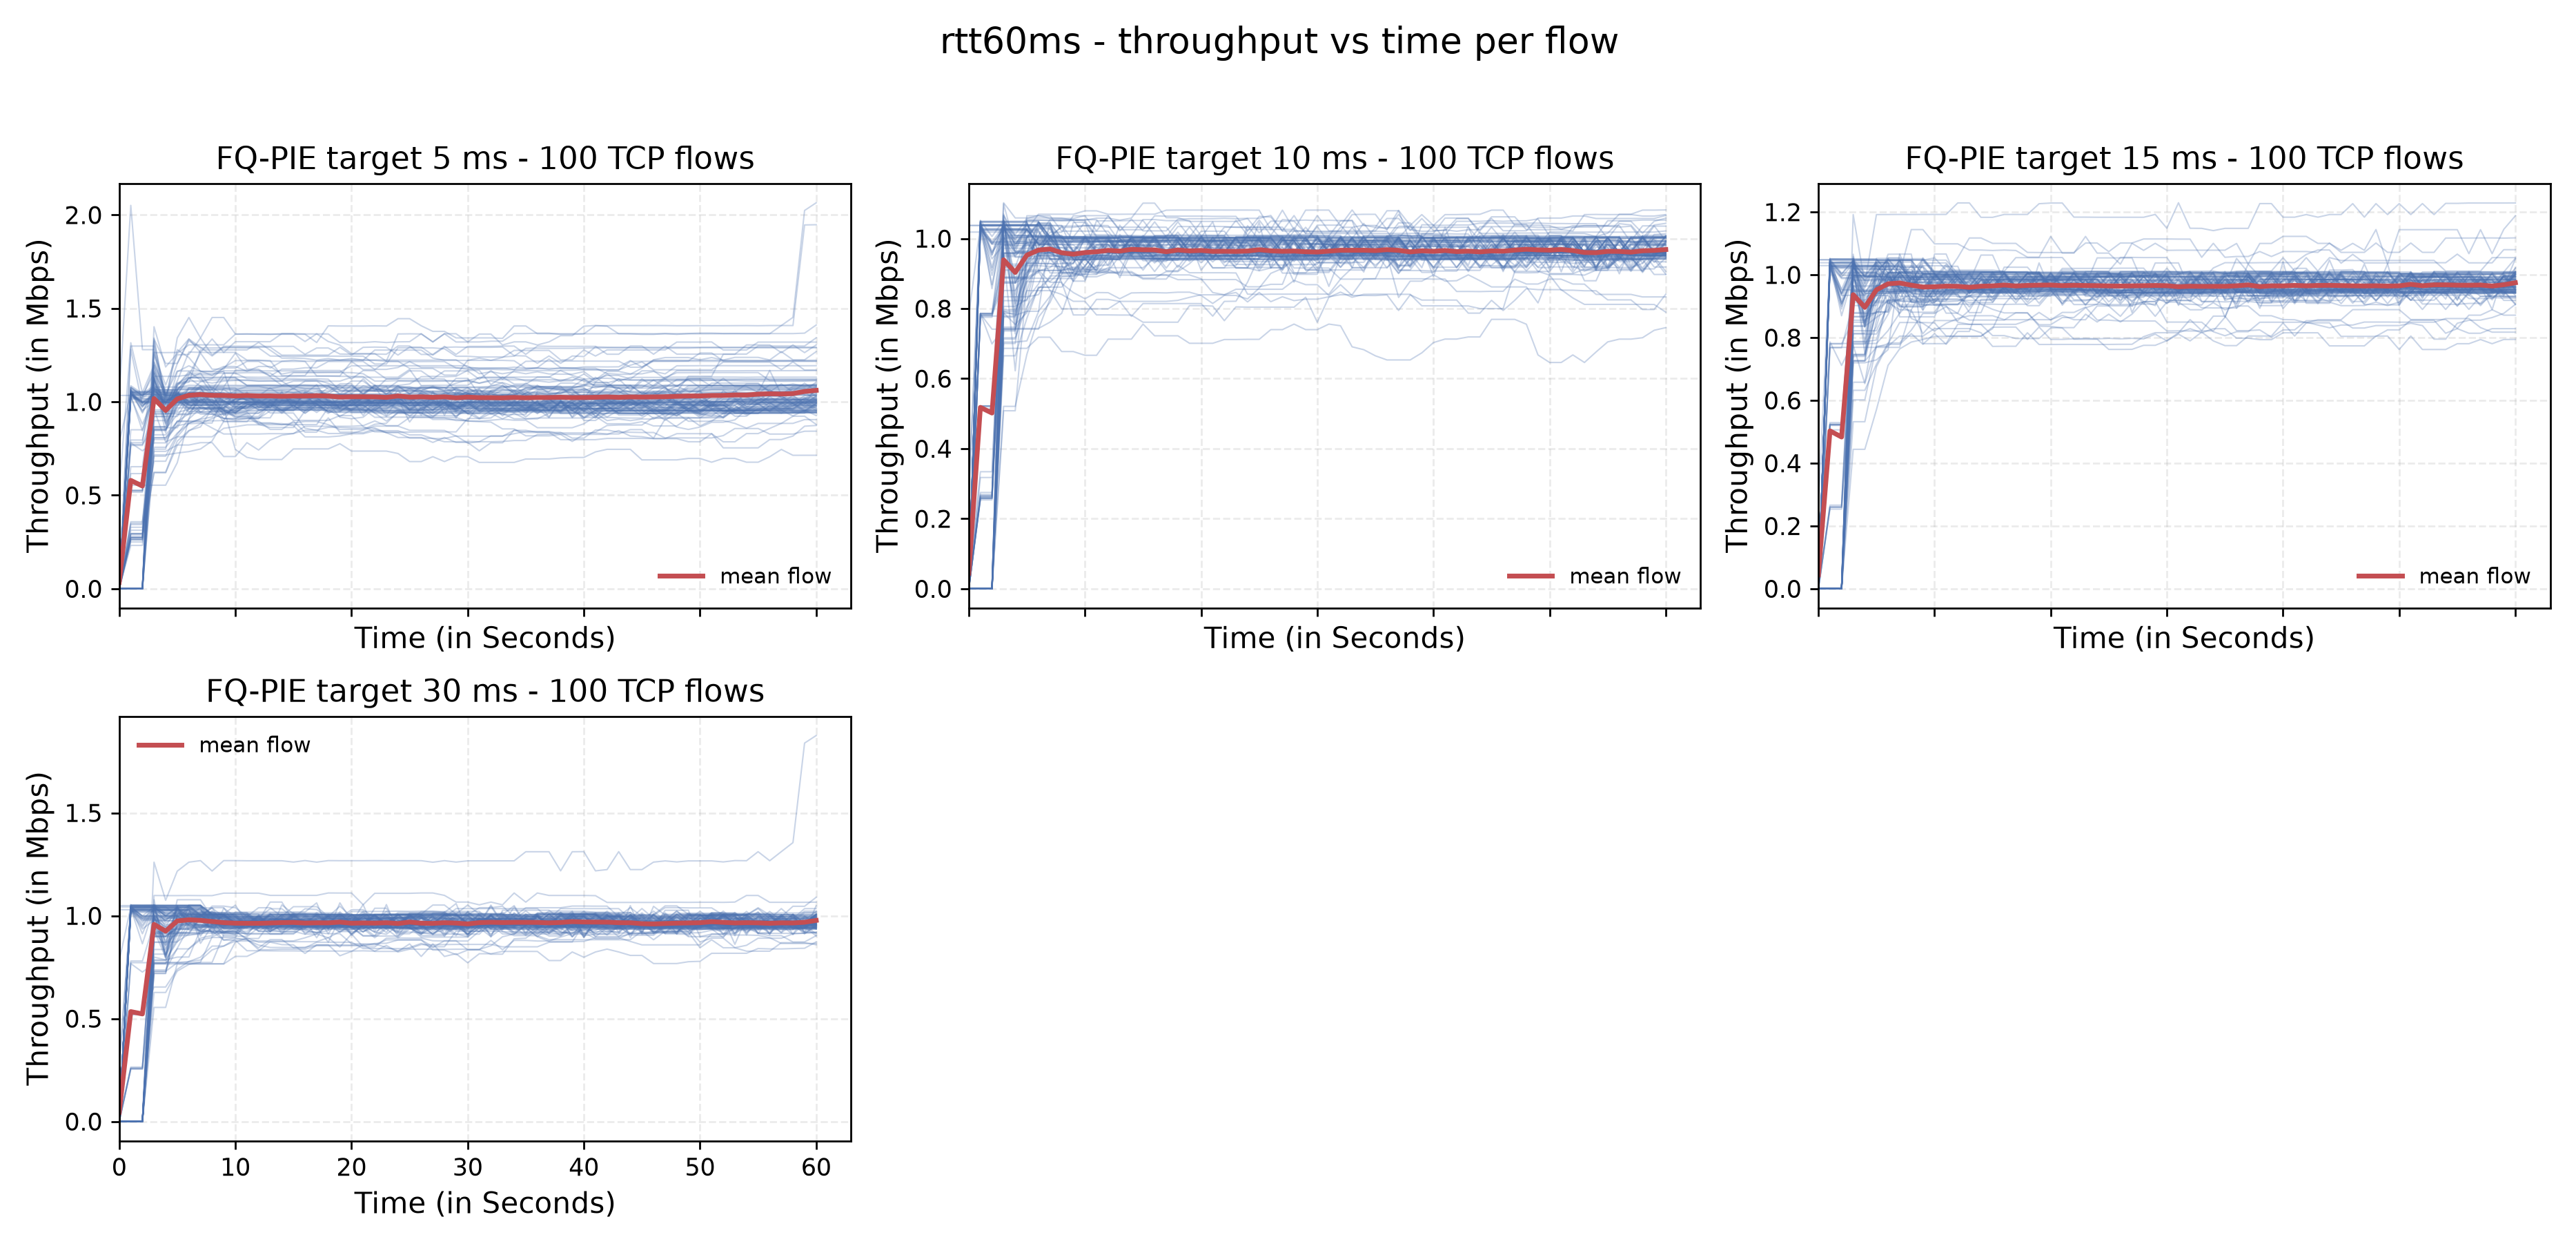 rtt60ms - throughput vs time per flow
FQ-PIE target 5 ms - 100 TCP flows
Throughput (in Mbps)
2.0
1.5
1.0
0.5
0.0
mean flow
Time (in Seconds)
FQ-PIE target 10 ms - 100 TCP flows
Throughput (in Mbps)
1.0
0.8
0.6
0.4
0.2
0.0
mean flow
Time (in Seconds)
FQ-PIE target 15 ms - 100 TCP flows
Throughput (in Mbps)
1.2
1.0
0.8
0.6
0.4
0.2
0.0
mean flow
Time (in Seconds)
FQ-PIE target 30 ms - 100 TCP flows
mean flow
Throughput (in Mbps)
1.5
1.0
0.5
0.0
0 10 20 30 40 50 60
Time (in Seconds)